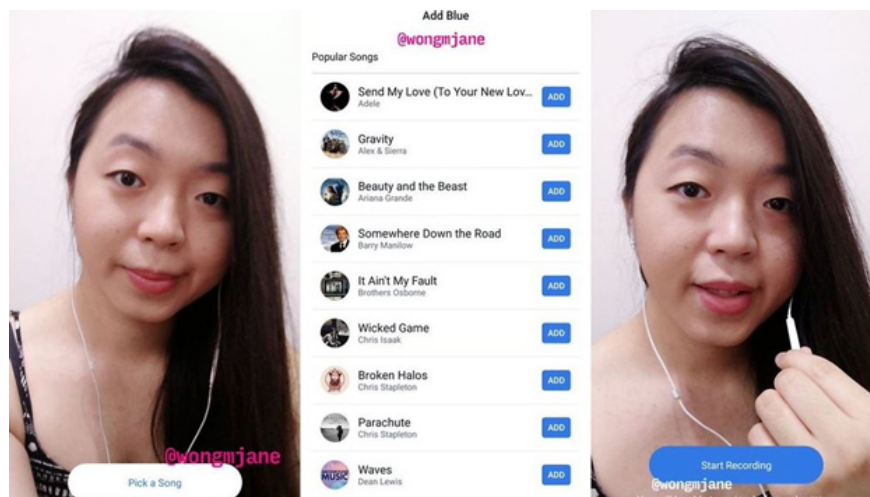 @wongmjane
Pick a Song
Add Blue
@wongmjane
Popular Songs
Send My Love (To Your New Lov...
Adele
ADD
Gravity
Alex & Sierra
ADD
Beauty and the Beast
Ariana Grande
ADD
Somewhere Down the Road
Barry Manilow
ADD
It Ain't My Fault
Brothers Osborne
ADD
Wicked Game
Chris Isaak
ADD
Broken Halos
Chris Stapleton
ADD
Parachute
Chris Stapleton
ADD
MUSIC
Waves
Dean Lewis
ADD
Start Recording
@wongmjane